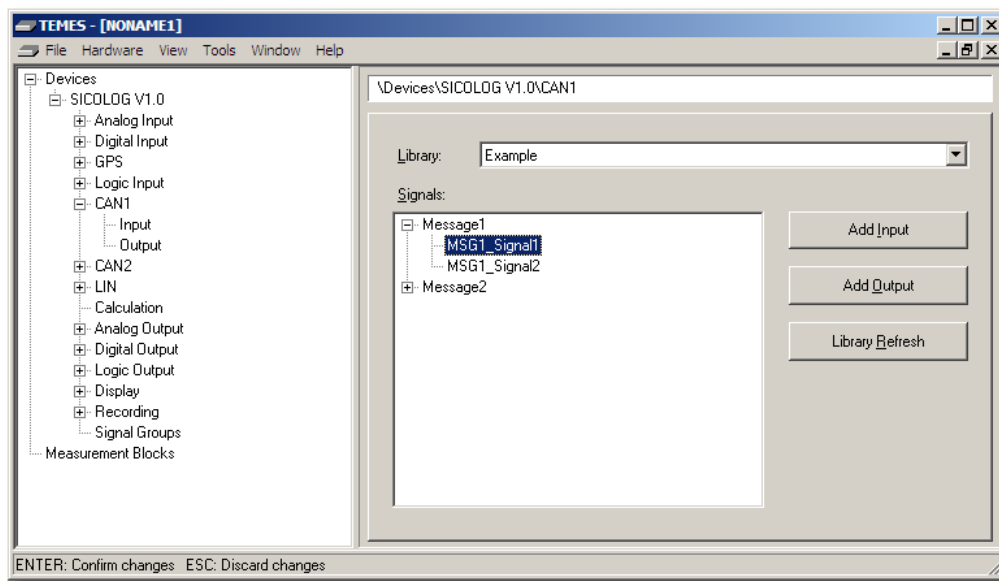 TEMES - [NONAME1]
File Hardware View Tools Window Help
Devices
SICOLOG V1.0
Analog Input
Digital Input
GPS
Logic Input
CAN1
Input
Output
CAN2
LIN
Calculation
Analog Output
Digital Output
Logic Output
Display
Recording
Signal Groups
Measurement Blocks
\Devices\SICOLOG V1.0\CAN1
Library: Example
Signals:
Message1
MSG1_Signal1
MSG1_Signal2
Message2
Add Input
Add Output
Library Refresh
ENTER: Confirm changes ESC: Discard changes